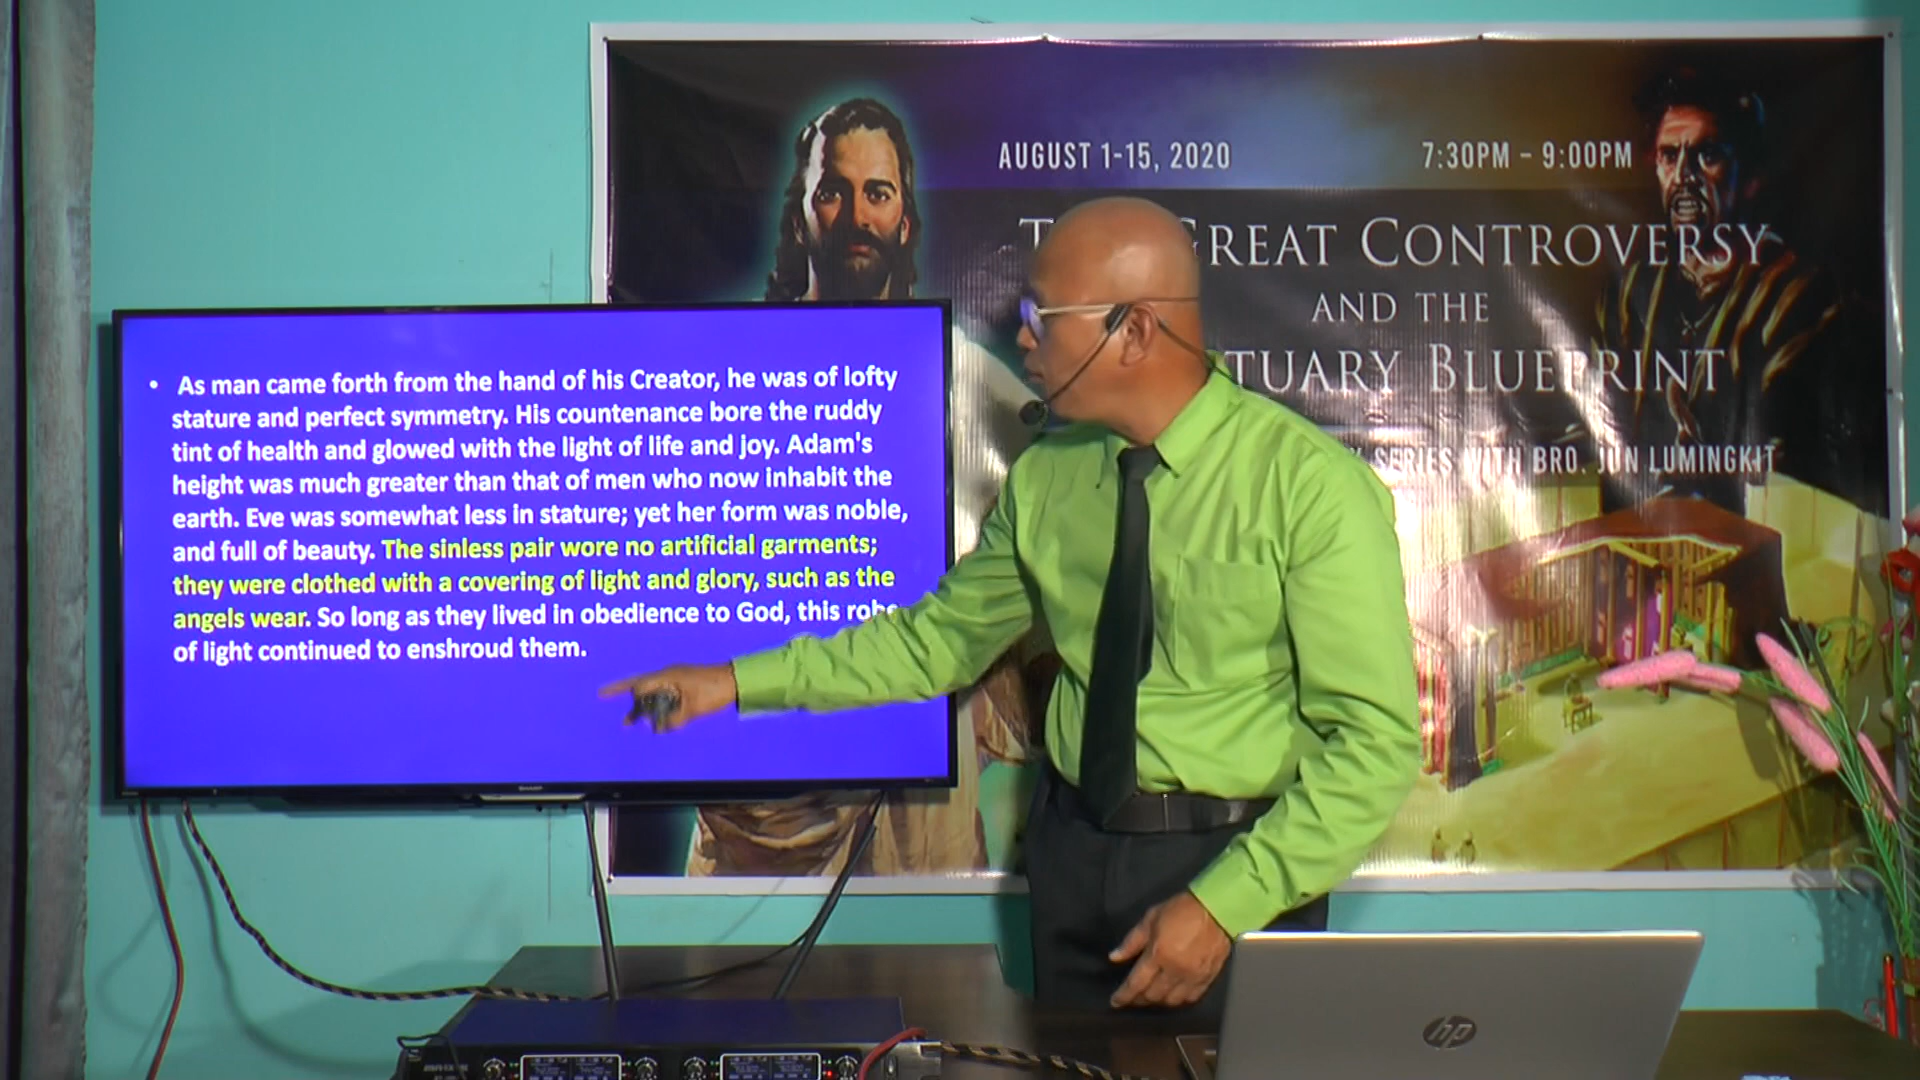 AUGUST 1-15, 2020
7:30PM - 9:00PM
GREAT CONTROVERSY
AND THE
BLUEPRINT
SERIES WITH BRO. JUN LUMINGKIT
• As man came forth from the hand of his Creator, he was of lofty
stature and perfect symmetry. His countenance bore the ruddy
tint of health and glowed with the light of life and joy. Adam's
height was much greater than that of men who now inhabit the
earth. Eve was somewhat less in stature; yet her form was noble,
and full of beauty. The sinless pair wore no artificial garments;
they were clothed with a covering of light and glory, such as the
angels wear. So long as they lived in obedience to God, this robe
of light continued to enshroud them.
SHARP
hp